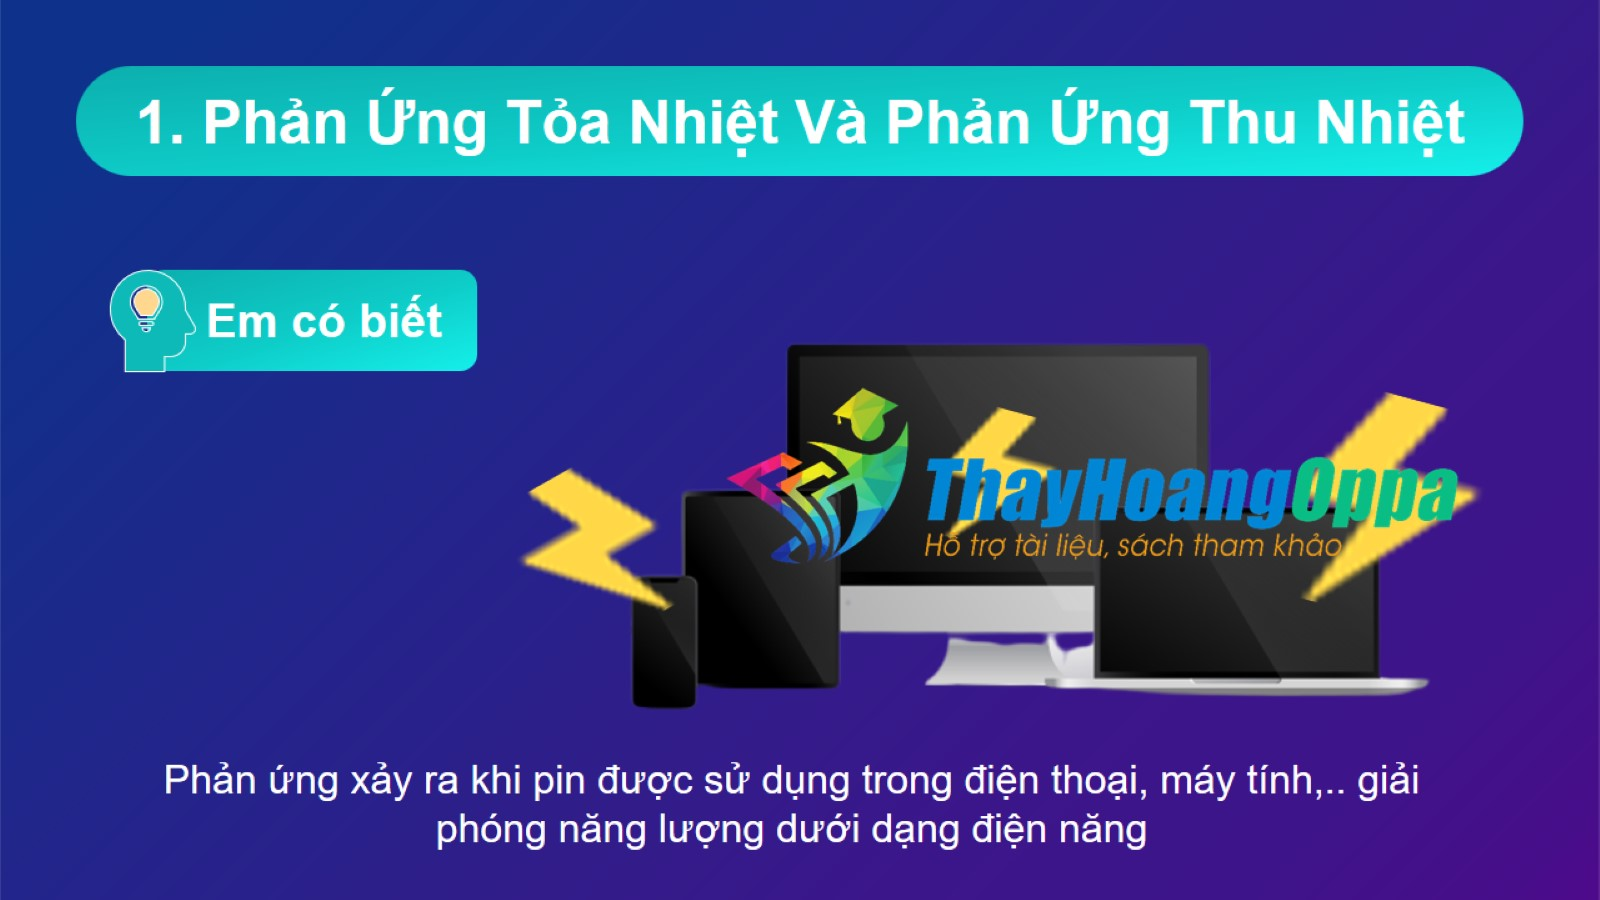 1. Phản Ứng Tỏa Nhiệt Và Phản Ứng Thu Nhiệt
Em có biết
ThayHoangOppa
Hỗ trợ tài liệu, sách tham khảo
Phản ứng xảy ra khi pin được sử dụng trong điện thoại, máy tính,.. giải
phóng năng lượng dưới dạng điện năng